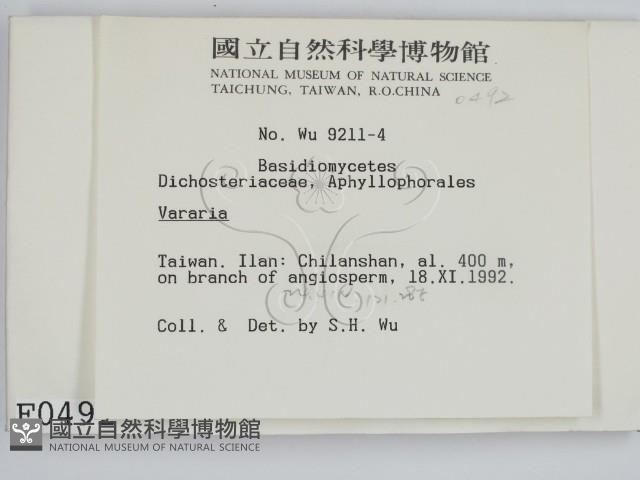 國立自然科學博物館
NATIONAL MUSEUM OF NATURAL SCIENCE
TAICHUNG, TAIWAN, R.O.CHINA
0492
No. Wu 9211-4
Basidiomycetes
Dichosteriaceae, Aphyllophorales
Vararia
Taiwan. Ilan: Chilanshan, al. 400 m,
on branch of angiosperm, 18.XI.1992.
Coll. & Det. by S.H. Wu
F049
國立自然科學博物館
NATIONAL MUSEUM OF NATURAL SCIENCE